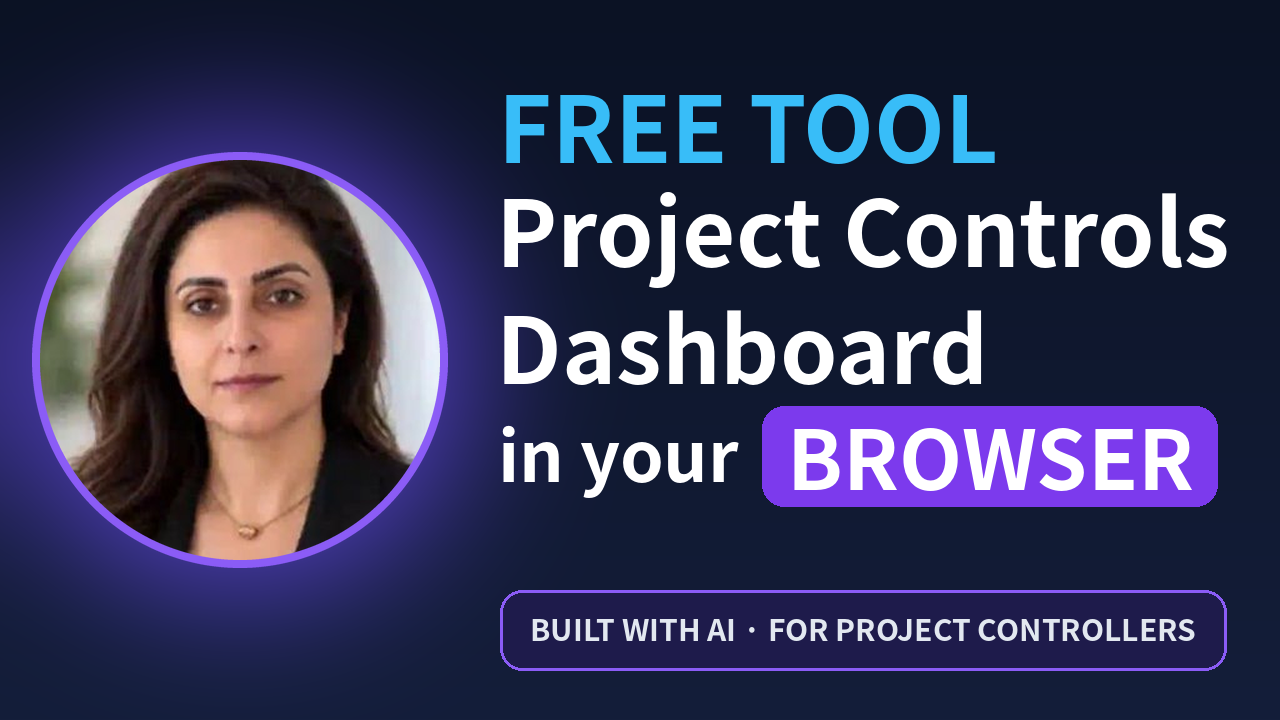 FREE TOOL
Project Controls
Dashboard
in your BROWSER
BUILT WITH AI · FOR PROJECT CONTROLLERS